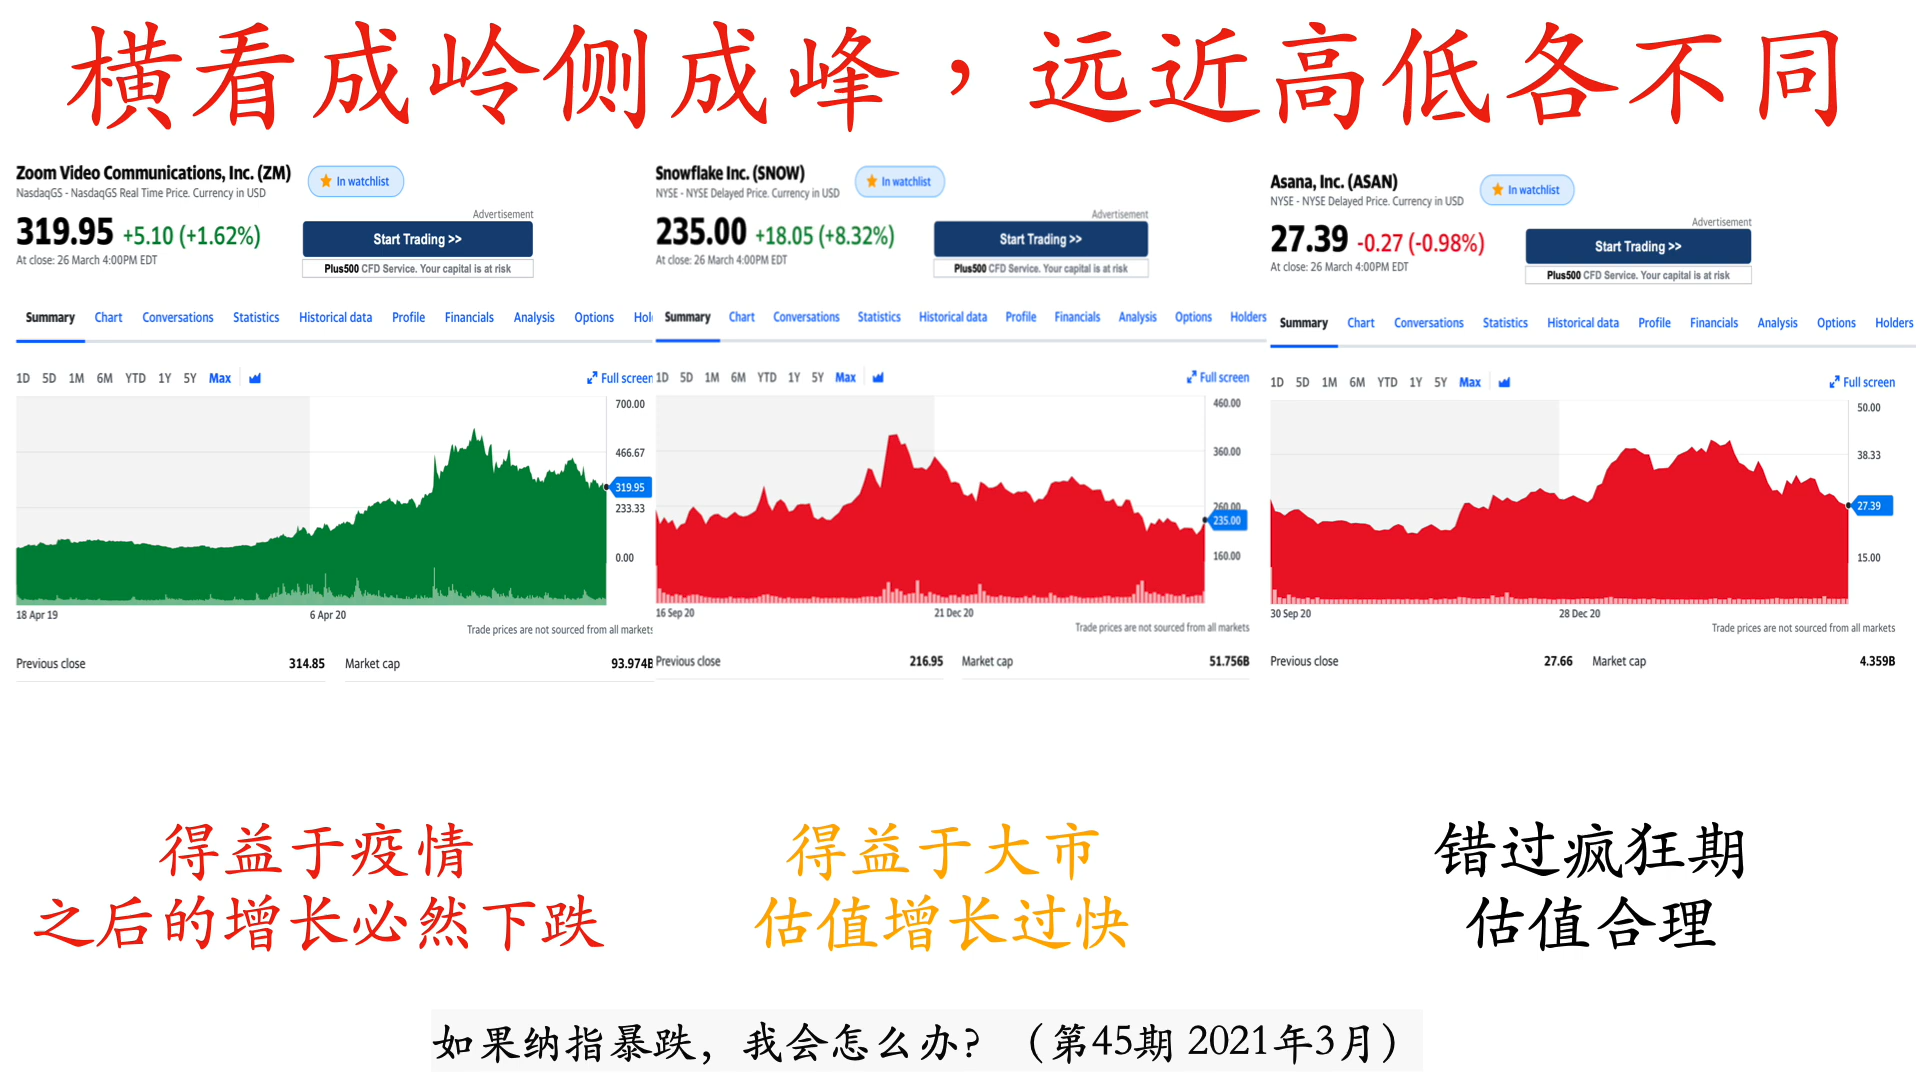 横看成岭侧成峰，远近高低各不同
Zoom Video Communications, Inc. (ZM)
NasdaqGS - NasdaqGS Real Time Price. Currency in USD
In watchlist
319.95 +5.10 (+1.62%)
At close: 26 March 4:00PM EDT
Advertisement
Start Trading >>
Plus500 CFD Service. Your capital is at risk
Summary Chart Conversations Statistics Historical data Profile Financials Analysis Options Hol
1D 5D 1M 6M YTD 1Y 5Y Max
Full screen
700.00
466.67
319.95
233.33
0.00
18 Apr 19
6 Apr 20
Trade prices are not sourced from all markets
Previous close 314.85
Market cap 93.974B
Snowflake Inc. (SNOW)
NYSE - NYSE Delayed Price. Currency in USD
In watchlist
235.00 +18.05 (+8.32%)
At close: 26 March 4:00PM EDT
Advertisement
Start Trading >>
Plus500 CFD Service. Your capital is at risk
Summary Chart Conversations Statistics Historical data Profile Financials Analysis Options Holders
1D 5D 1M 6M YTD 1Y 5Y Max
Full screen
460.00
360.00
260.00
235.00
160.00
16 Sep 20
21 Dec 20
Trade prices are not sourced from all markets
Previous close 216.95
Market cap 51.756B
Asana, Inc. (ASAN)
NYSE - NYSE Delayed Price. Currency in USD
In watchlist
27.39 -0.27 (-0.98%)
At close: 26 March 4:00PM EDT
Advertisement
Start Trading >>
Plus500 CFD Service. Your capital is at risk
Summary Chart Conversations Statistics Historical data Profile Financials Analysis Options Holders
1D 5D 1M 6M YTD 1Y 5Y Max
Full screen
50.00
38.33
27.39
15.00
30 Sep 20
28 Dec 20
Trade prices are not sourced from all markets
Previous close 27.66
Market cap 4.359B
得益于疫情
之后的增长必然下跌
得益于大市
估值增长过快
错过疯狂期
估值合理
如果纳指暴跌，我会怎么办？（第45期 2021年3月）